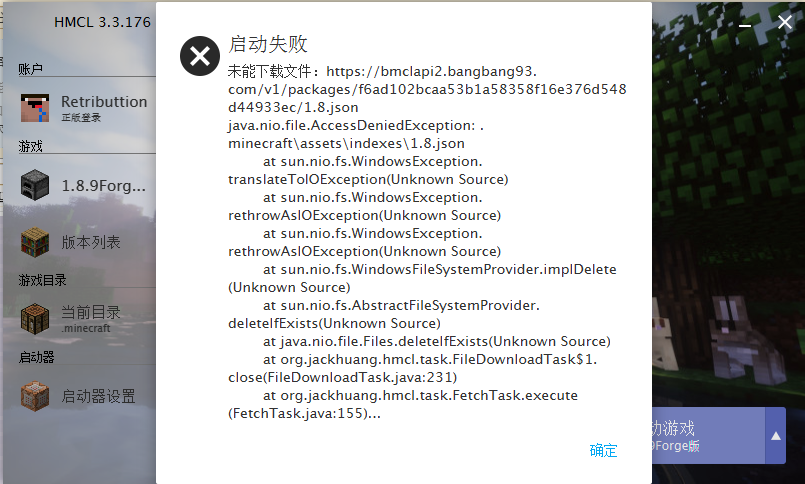 HMCL 3.3.176
账户
Retributtion
正版登录
游戏
1.8.9Forg...
版本列表
游戏目录
当前目录
.minecraft
启动器
启动器设置
启动失败
未能下载文件：https://bmclapi2.bangbang93.
com/v1/packages/f6ad102bcaa53b1a58358f16e376d548
d44933ec/1.8.json
java.nio.file.AccessDeniedException: .
minecraft\assets\indexes\1.8.json
at sun.nio.fs.WindowsException.
translateToIOException(Unknown Source)
at sun.nio.fs.WindowsException.
rethrowAsIOException(Unknown Source)
at sun.nio.fs.WindowsException.
rethrowAsIOException(Unknown Source)
at sun.nio.fs.WindowsFileSystemProvider.implDelete
(Unknown Source)
at sun.nio.fs.AbstractFileSystemProvider.
deleteIfExists(Unknown Source)
at java.nio.file.Files.deleteIfExists(Unknown Source)
at org.jackhuang.hmcl.task.FileDownloadTask$1.
close(FileDownloadTask.java:231)
at org.jackhuang.hmcl.task.FetchTask.execute
(FetchTask.java:155)...
确定
动游戏
9Forge版